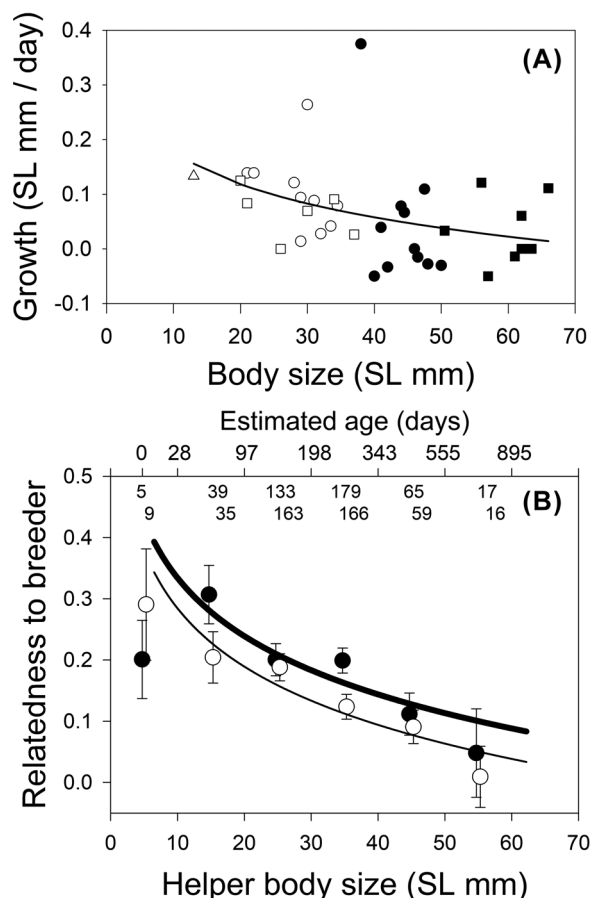 0.4
(A)
0.3
0.2
0.1
0.0
-0.1
Growth (SL mm / day)
0 10 20 30 40 50 60 70
Body size (SL mm)
Estimated age (days)
0 28 97 198 343 555 895
0.5
5 39 133 179 65 17 (B)
9 35 163 166 59 16
0.4
0.3
0.2
0.1
0.0
Relatedness to breeder
0 10 20 30 40 50 60 70
Helper body size (SL mm)